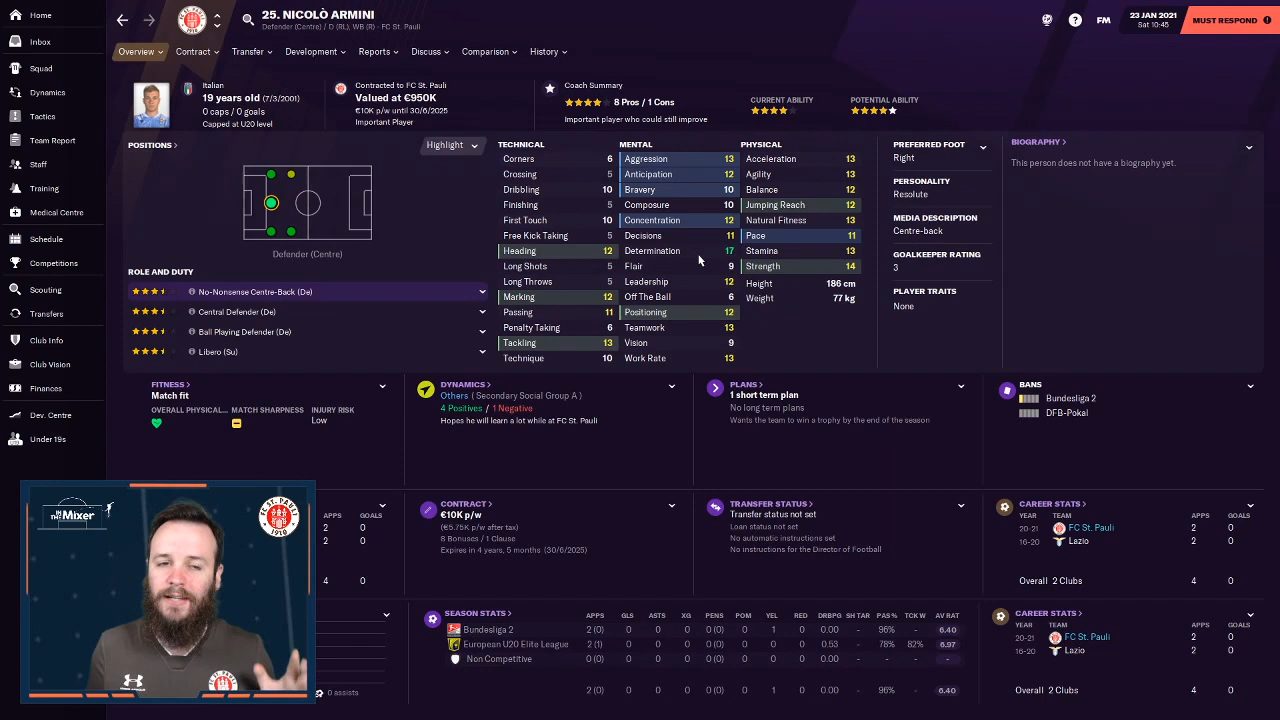 Home
Inbox
Squad
Dynamics
Tactics
Team Report
Staff
Training
Medical Centre
Schedule
Competitions
Scouting
Transfers
Club Info
Club Vision
Finances
Dev. Centre
Under 19s
25. NICOLÒ ARMINI
Defender (Centre) / D (RL), WB (R) - FC St. Pauli
FM
23 JAN 2021
Sat 10:45
MUST RESPOND
Overview Contract Transfer Development Reports Discuss Comparison History
Italian
19 years old (7/3/2001)
0 caps / 0 goals
Capped at U20 level
Contracted to FC St. Pauli
Valued at €950K
€10K p/w until 30/6/2025
Important Player
Coach Summary
8 Pros / 1 Cons
Important player who could still improve
CURRENT ABILITY
POTENTIAL ABILITY
POSITIONS
Highlight
Defender (Centre)
ROLE AND DUTY
No-Nonsense Centre-Back (De)
Central Defender (De)
Ball Playing Defender (De)
Libero (Su)
TECHNICAL
Corners 6
Crossing 5
Dribbling 10
Finishing 5
First Touch 10
Free Kick Taking 5
Heading 12
Long Shots 5
Long Throws 5
Marking 12
Passing 11
Penalty Taking 6
Tackling 13
Technique 10
MENTAL
Aggression 13
Anticipation 12
Bravery 10
Composure 10
Concentration 12
Decisions 11
Determination 17
Flair 9
Leadership 12
Off The Ball 6
Positioning 12
Teamwork 13
Vision 9
Work Rate 13
PHYSICAL
Acceleration 13
Agility 13
Balance 12
Jumping Reach 12
Natural Fitness 13
Pace 11
Stamina 13
Strength 14
Height 186 cm
Weight 77 kg
PREFERRED FOOT
Right
PERSONALITY
Resolute
MEDIA DESCRIPTION
Centre-back
GOALKEEPER RATING
3
PLAYER TRAITS
None
BIOGRAPHY
This person does not have a biography yet.
FITNESS
Match fit
OVERALL PHYSICAL... MATCH SHARPNESS INJURY RISK
Low
DYNAMICS
Others ( Secondary Social Group A )
4 Positives / 1 Negative
Hopes he will learn a lot while at FC St. Pauli
PLANS
1 short term plan
No long term plans
Wants the team to win a trophy by the end of the season
BANS
Bundesliga 2
DFB-Pokal
APPS GOALS
2 0
2 0
4 0
CONTRACT
€10K p/w
(€5.75K p/w after tax)
8 Bonuses / 1 Clause
Expires in 4 years, 5 months (30/6/2025)
TRANSFER STATUS
Transfer status not set
Loan status not set
No automatic instructions set
No instructions for the Director of Football
CAREER STATS
YEAR TEAM APPS GOALS
20-21 FC St. Pauli 2 0
16-20 Lazio 2 0
Overall 2 Clubs 4 0
0 assists
SEASON STATS APPS GLS ASTS XG PENS POM YEL RED DRBPG SH TAR PAS% TCK W AV RAT
Bundesliga 2 2 (0) 0 0 0 0 (0) 0 1 0 0.00 - 96% - 6.40
European U20 Elite League 2 (1) 0 0 0 0 (0) 0 0 0 0.53 - 78% 82% 6.97
Non Competitive 0 (0) 0 0 0 0 (0) 0 0 0 0.00 - - - -
2 (0) 0 0 0 0 (0) 0 1 0 0.00 - 96% - 6.40
CAREER STATS
YEAR TEAM APPS GOALS
20-21 FC St. Pauli 2 0
16-20 Lazio 2 0
Overall 2 Clubs 4 0
IN THE Mixer
FC ST. PAULI
1910
UNDER ARMOUR